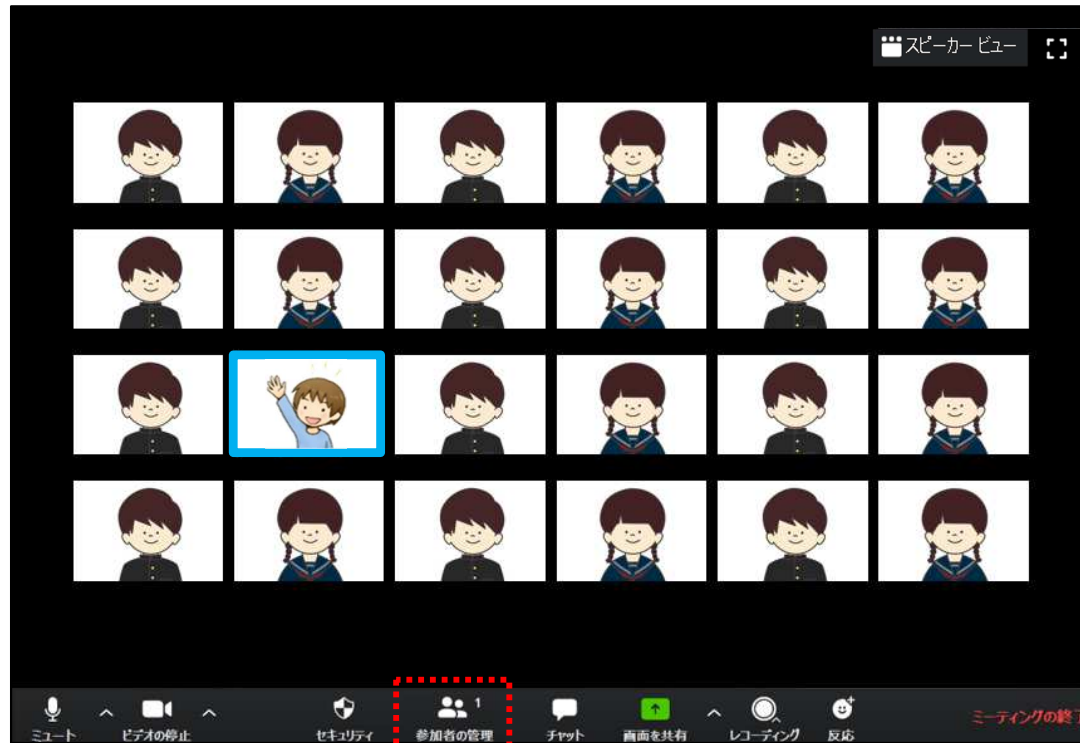 スピーカー ビュー
1
ミュート
ビデオの停止
セキュリティ
参加者の管理
チャット
画面を共有
レコーディング
反応
ミーティングの終了